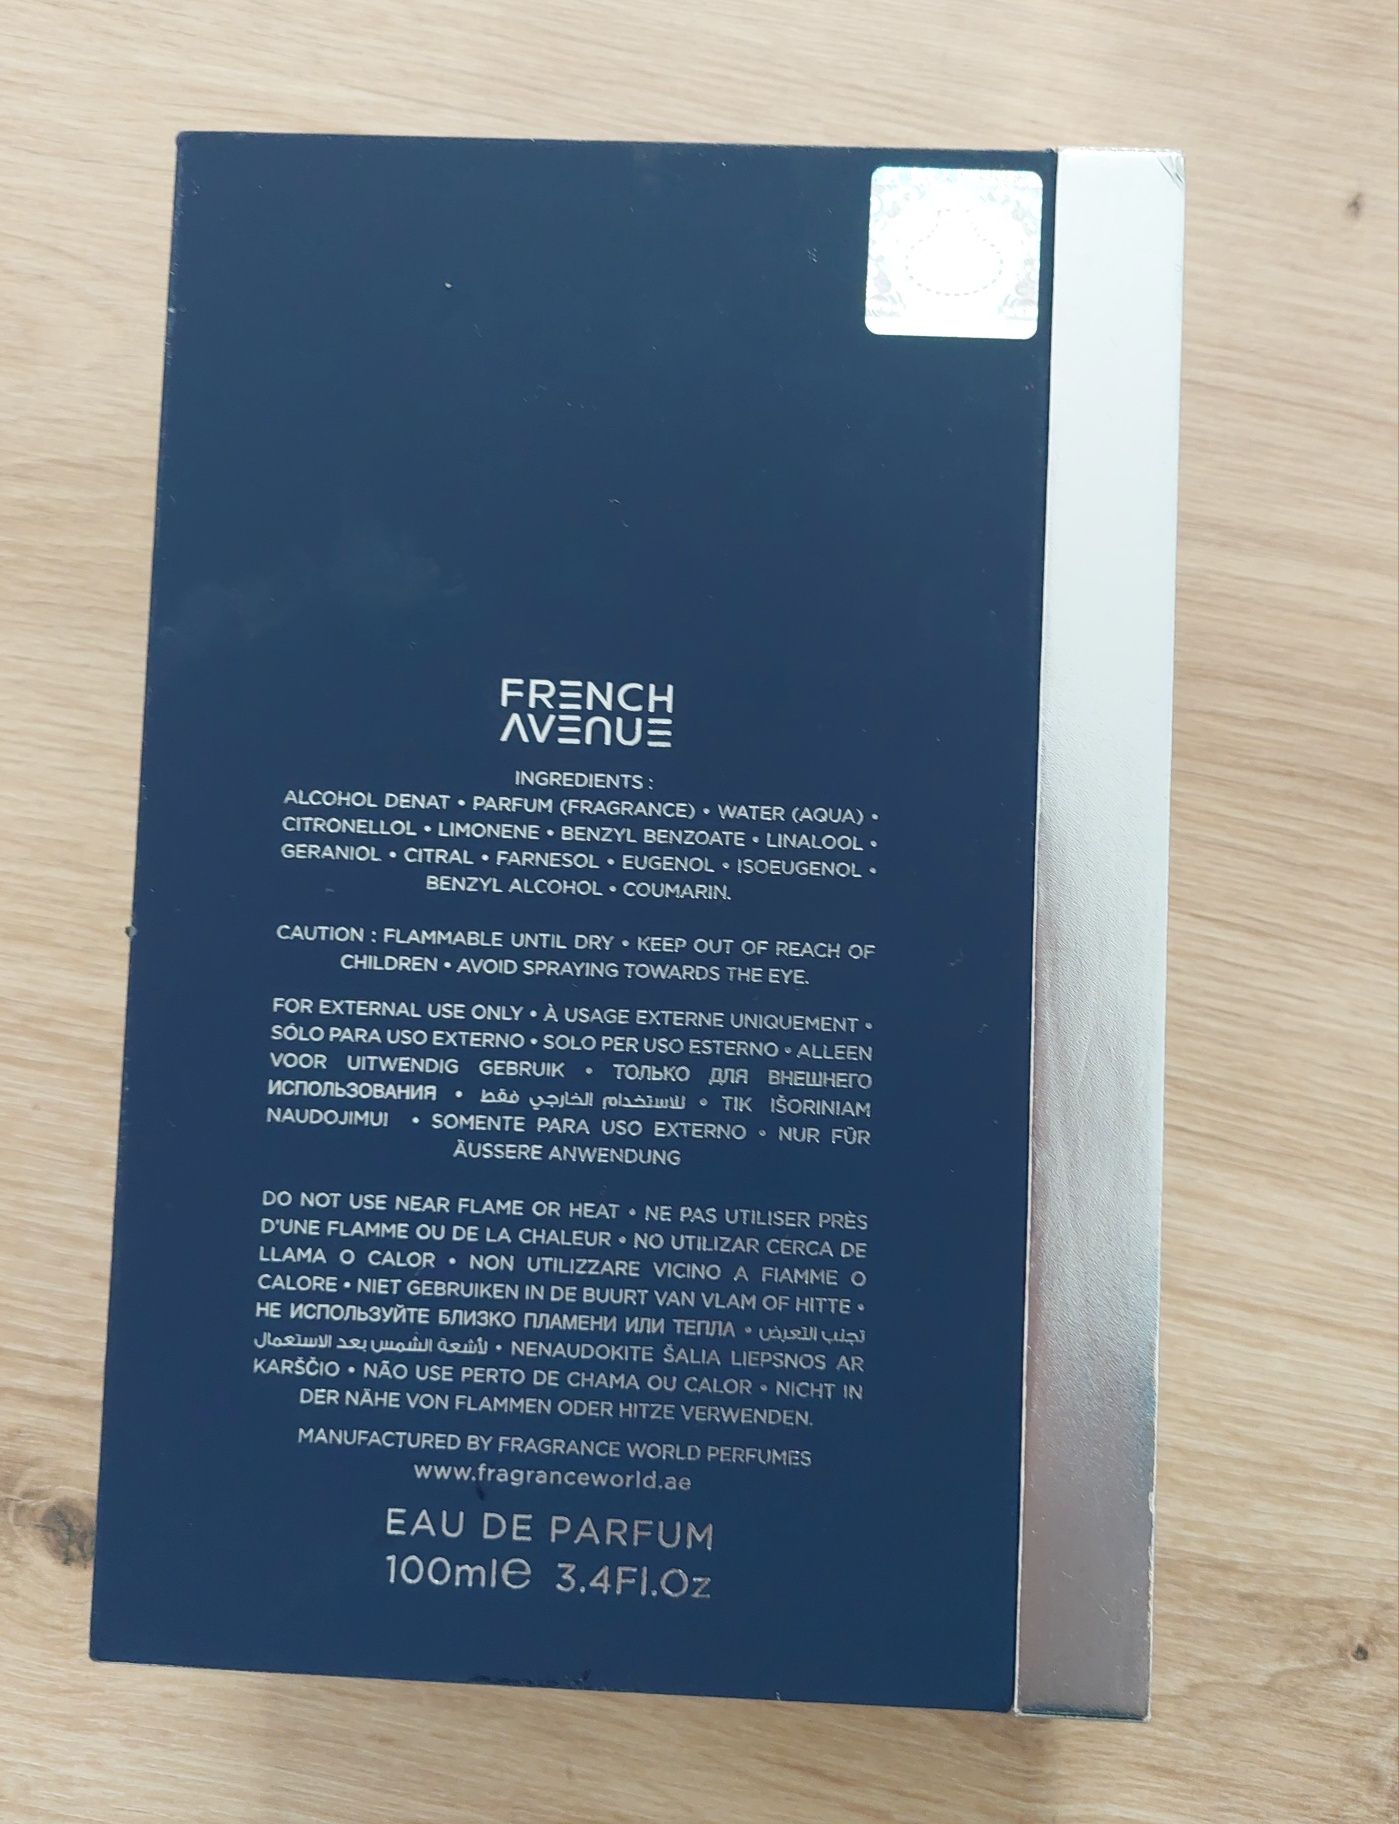 FRENCH
AVENUE
INGREDIENTS :
ALCOHOL DENAT • PARFUM (FRAGRANCE) • WATER (AQUA) •
CITRONELLOL • LIMONENE • BENZYL BENZOATE • LINALOOL •
GERANIOL • CITRAL • FARNESOL • EUGENOL • ISOEUGENOL •
BENZYL ALCOHOL • COUMARIN.
CAUTION : FLAMMABLE UNTIL DRY • KEEP OUT OF REACH OF
CHILDREN • AVOID SPRAYING TOWARDS THE EYE.
FOR EXTERNAL USE ONLY • À USAGE EXTERNE UNIQUEMENT •
SÓLO PARA USO EXTERNO • SOLO PER USO ESTERNO • ALLEEN
VOOR UITWENDIG GEBRUIK • ТОЛЬКО ДЛЯ ВНЕШНЕГО
ИСПОЛЬЗОВАНИЯ • للاستخدام الخارجي فقط • TIK IŠORINIAM
NAUDOJIMUI • SOMENTE PARA USO EXTERNO • NUR FÜR
ÄUSSERE ANWENDUNG
DO NOT USE NEAR FLAME OR HEAT • NE PAS UTILISER PRÈS
D'UNE FLAMME OU DE LA CHALEUR • NO UTILIZAR CERCA DE
LLAMA O CALOR • NON UTILIZZARE VICINO A FIAMME O
CALORE • NIET GEBRUIKEN IN DE BUURT VAN VLAM OF HITTE •
НЕ ИСПОЛЬЗУЙТЕ БЛИЗКО ПЛАМЕНИ ИЛИ ТЕПЛА • تجنب التعرض
لأشعة الشمس بعد الاستعمال • NENAUDOKITE ŠALIA LIEPSNOS AR
KARŠČIO • NÃO USE PERTO DE CHAMA OU CALOR • NICHT IN
DER NÄHE VON FLAMMEN ODER HITZE VERWENDEN.
MANUFACTURED BY FRAGRANCE WORLD PERFUMES
www.fragranceworld.ae
EAU DE PARFUM
100ml℮ 3.4Fl.Oz